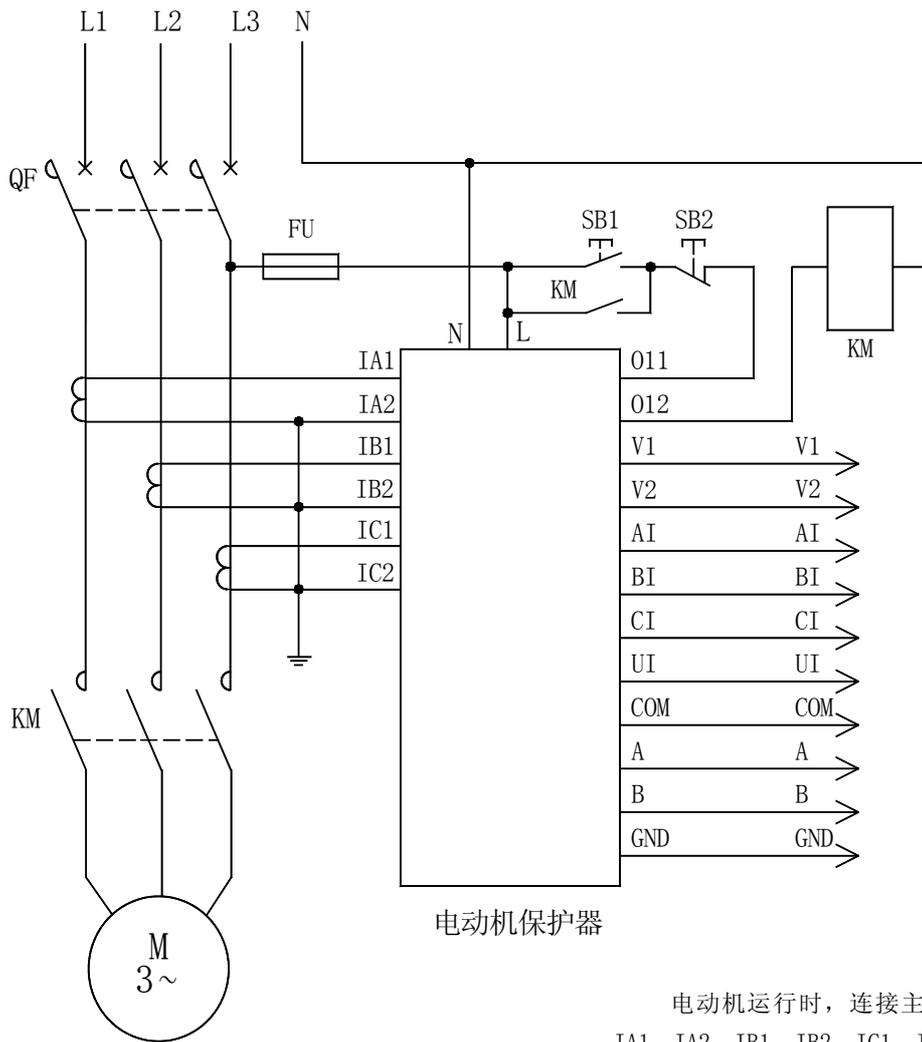 L1 L2 L3 N
QF
FU
SB1 SB2
KM
KM
N L
IA1
IA2
IB1
IB2
IC1
IC2
O11
O12
V1 V1
V2 V2
AI AI
BI BI
CI CI
UI UI
COM COM
A A
B B
GND GND
KM
电动机保护器
M
3~
电动机运行时，连接主
IA1 IA2 IB1 IB2 IC1